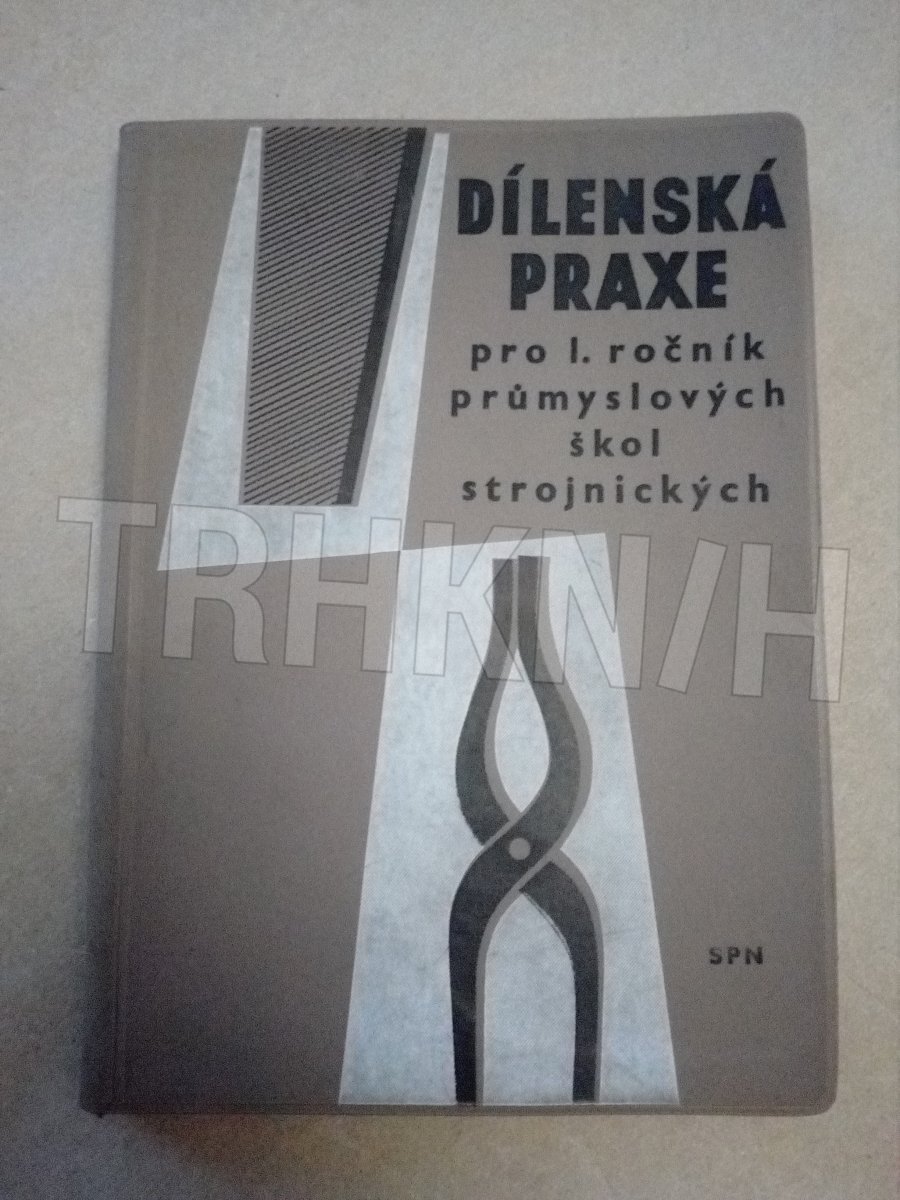 DÍLENSKÁ
PRAXE
pro I. ročník
průmyslových
škol
strojnických
TRHKNIH
SPN